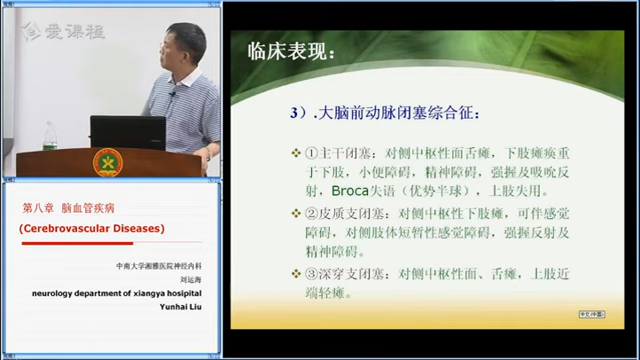 爱课程
第八章 脑血管疾病
(Cerebrovascular Diseases)
中南大学湘雅医院神经内科
刘运海
neurology department of xiangya hosipital
Yunhai Liu
临床表现：
3）.大脑前动脉闭塞综合征：
①主干闭塞：对侧中枢性面舌瘫，下肢瘫痪重
于下肢，小便障碍，精神障碍，强握及吸吮反
射，Broca失语（优势半球），上肢失用。
②皮质支闭塞：对侧中枢性下肢瘫，可伴感觉
障碍，对侧肢体短暂性感觉障碍，强握反射及
精神障碍。
③深穿支闭塞：对侧中枢性面、舌瘫，上肢近
端轻瘫。